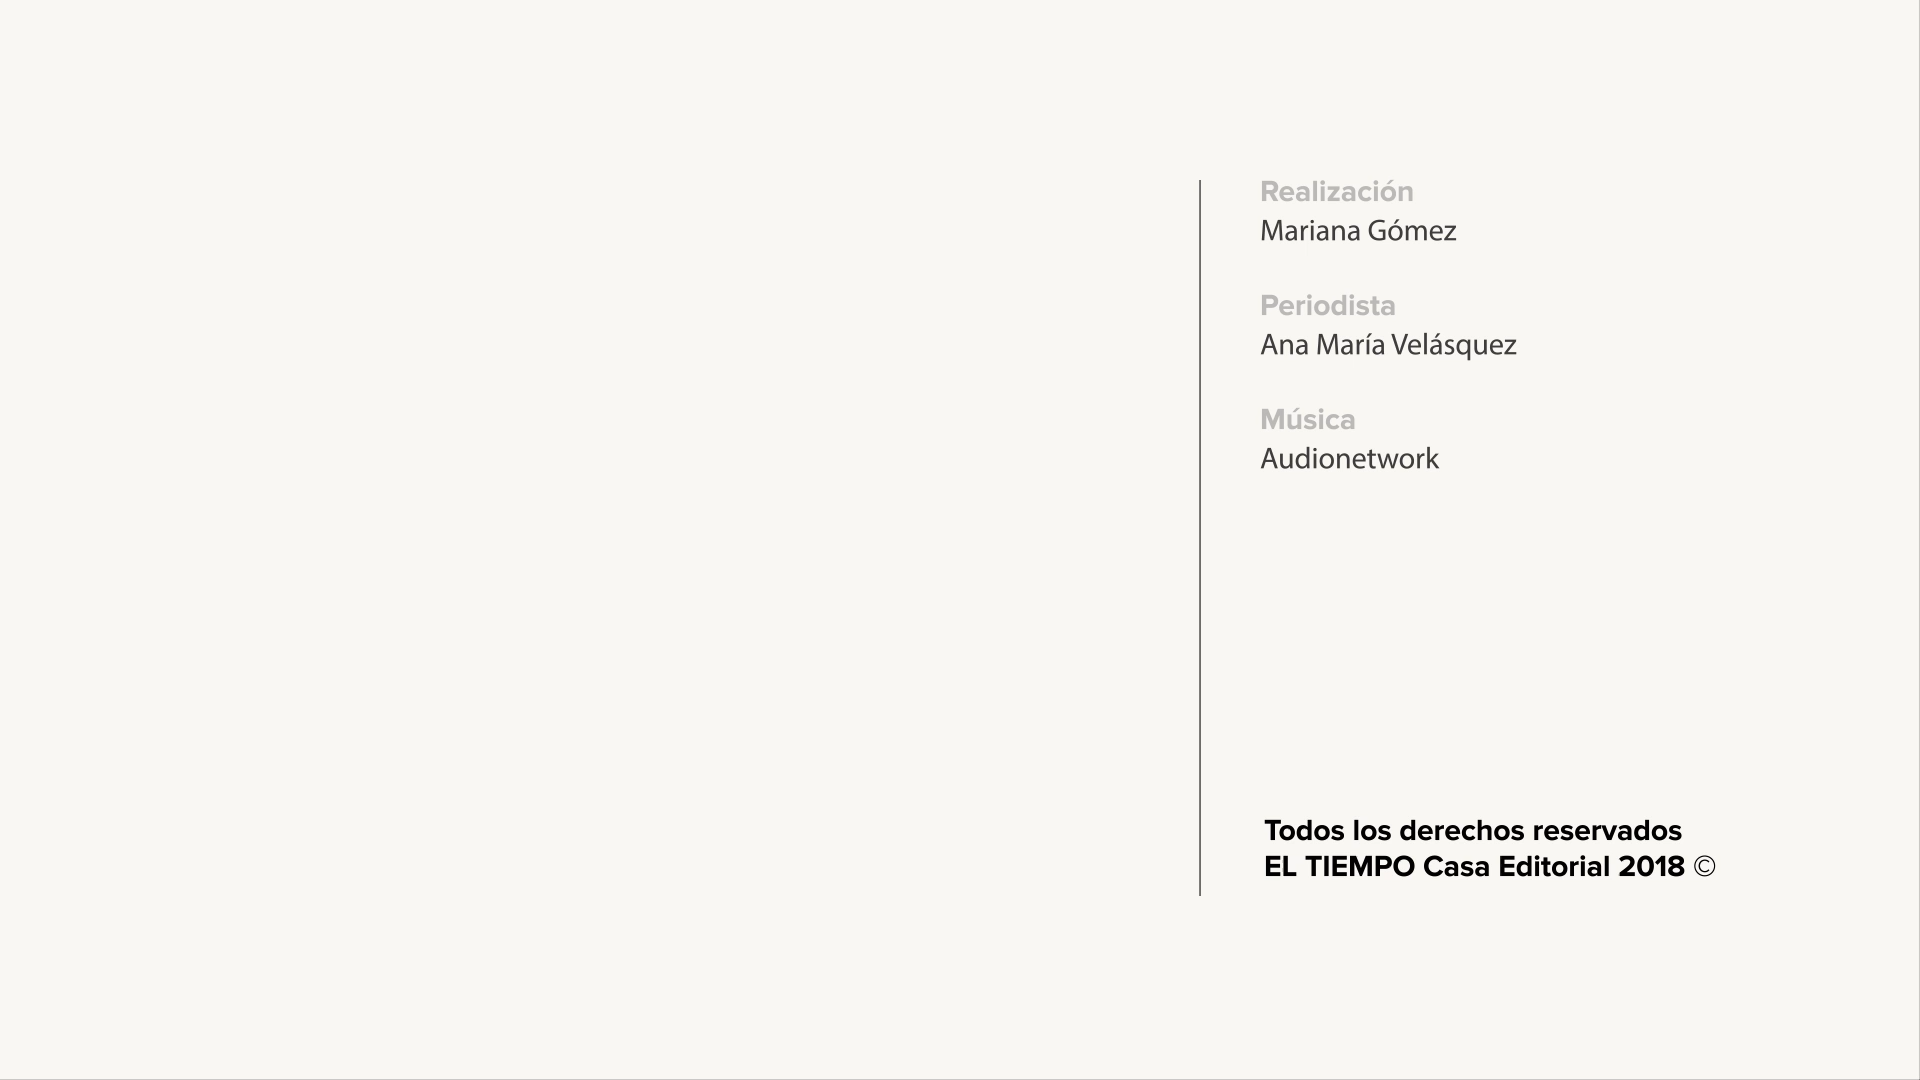 Realización
Mariana Gómez
Periodista
Ana María Velásquez
Música
Audionetwork
Todos los derechos reservados
EL TIEMPO Casa Editorial 2018 ©